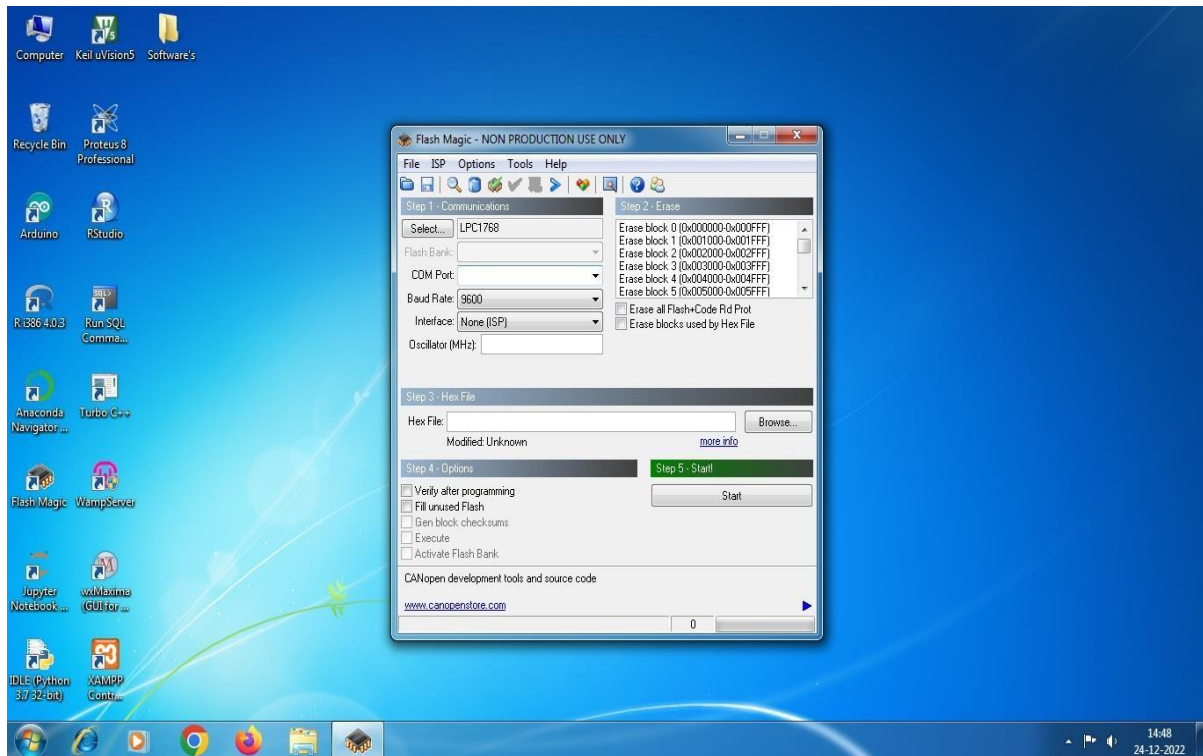 Computer
Keil uVision5
Software's
Recycle Bin
Proteus 8
Professional
Arduino
RStudio
R i386 4.0.3
Run SQL
Comma...
Anaconda
Navigator ...
Turbo C++
Flash Magic
WampServer
Jupyter
Notebook ...
wxMaxima
(GUI for ...
IDLE (Python
3.7 32-bit)
XAMPP
Contr...
Flash Magic - NON PRODUCTION USE ONLY
File ISP Options Tools Help
Step 1 - Communications
Select... LPC1768
Flash Bank:
COM Port:
Baud Rate: 9600
Interface: None (ISP)
Oscillator (MHz):
Step 2 - Erase
Erase block 0 (0x000000-0x000FFF)
Erase block 1 (0x001000-0x001FFF)
Erase block 2 (0x002000-0x002FFF)
Erase block 3 (0x003000-0x003FFF)
Erase block 4 (0x004000-0x004FFF)
Erase block 5 (0x005000-0x005FFF)
Erase all Flash+Code Rd Prot
Erase blocks used by Hex File
Step 3 - Hex File
Hex File: Browse...
Modified: Unknown more info
Step 4 - Options
Verify after programming
Fill unused Flash
Gen block checksums
Execute
Activate Flash Bank
Step 5 - Start!
Start
CANopen development tools and source code
www.canopenstore.com
0
14:48
24-12-2022